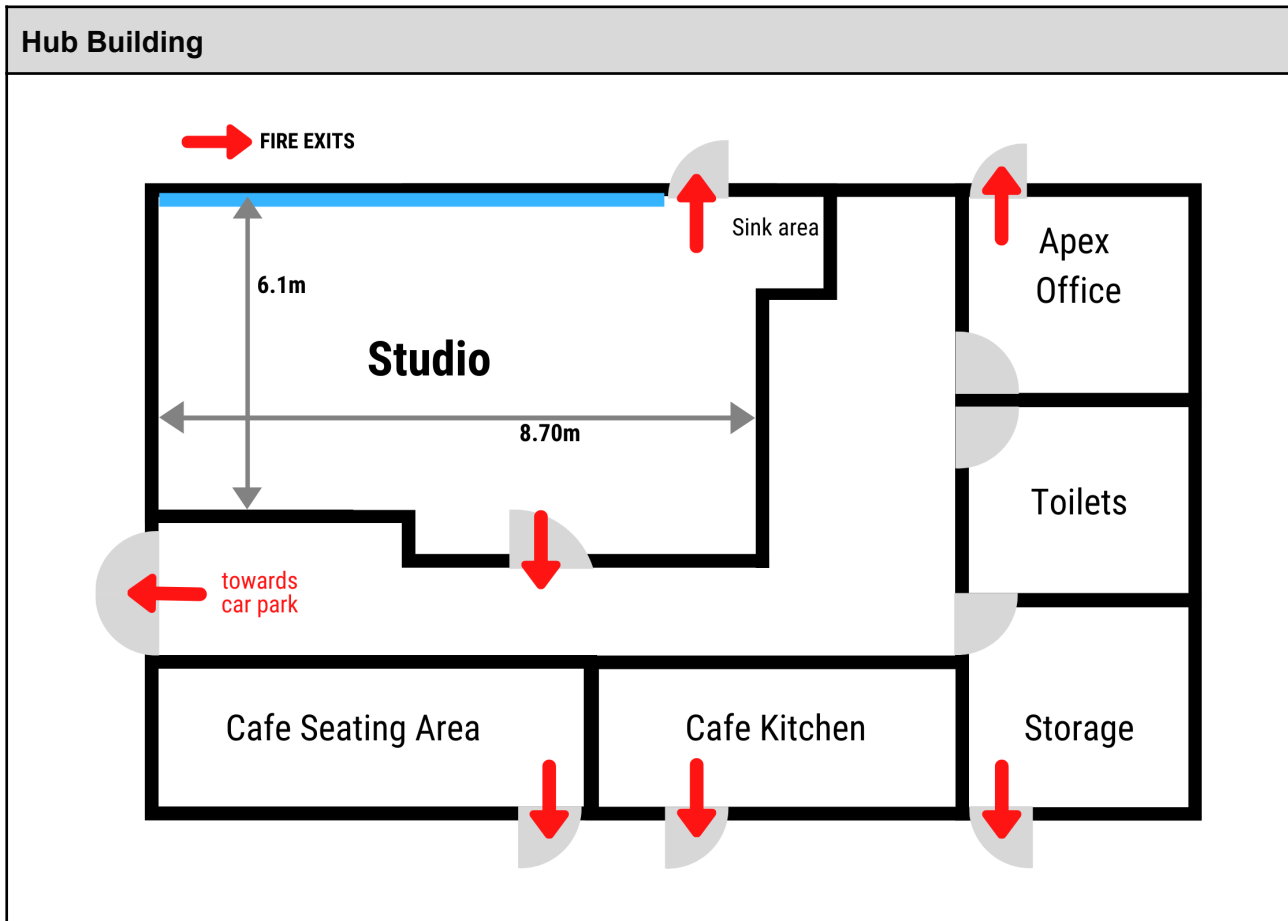 Hub Building
FIRE EXITS
Sink area
6.1m
Studio
8.70m
Apex
Office
Toilets
towards
car park
Cafe Seating Area
Cafe Kitchen
Storage